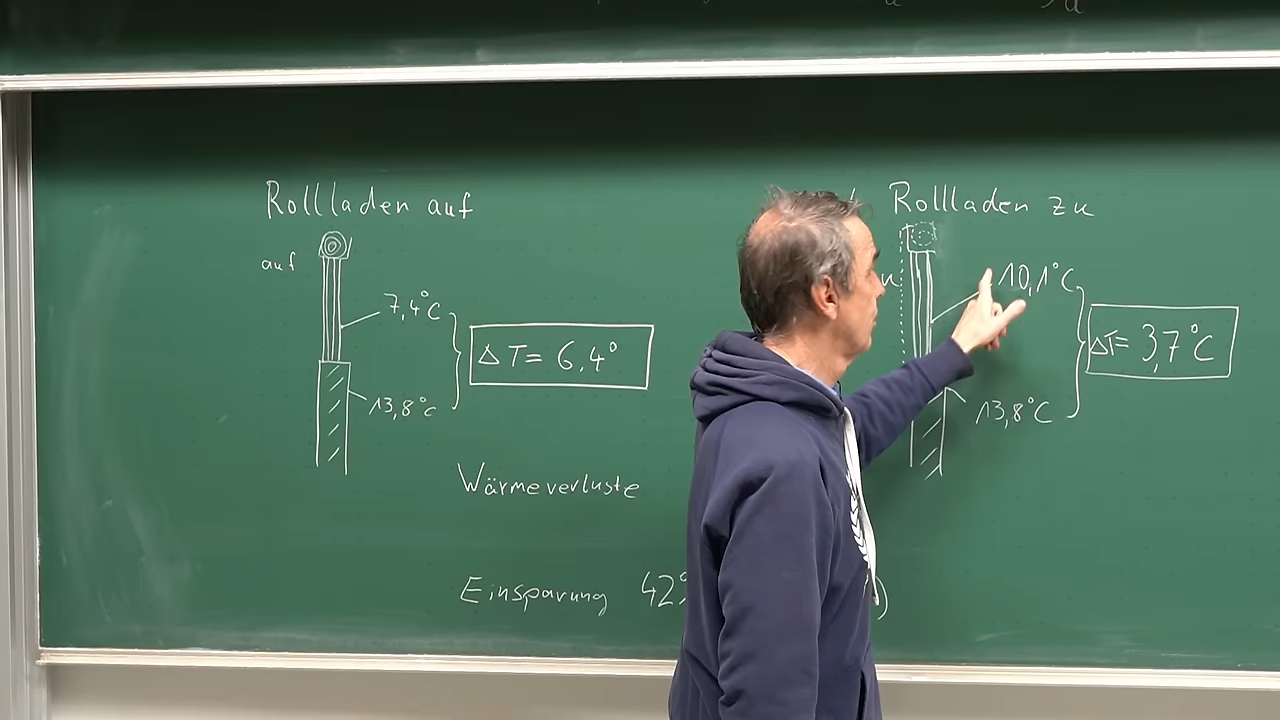 Rollladen auf
auf
7,4°C
ΔT= 6,4°
13,8°C
Rollladen zu
10,1°C
ΔT= 3,7°C
13,8°C
Wärmeverluste
Einsparung 42%